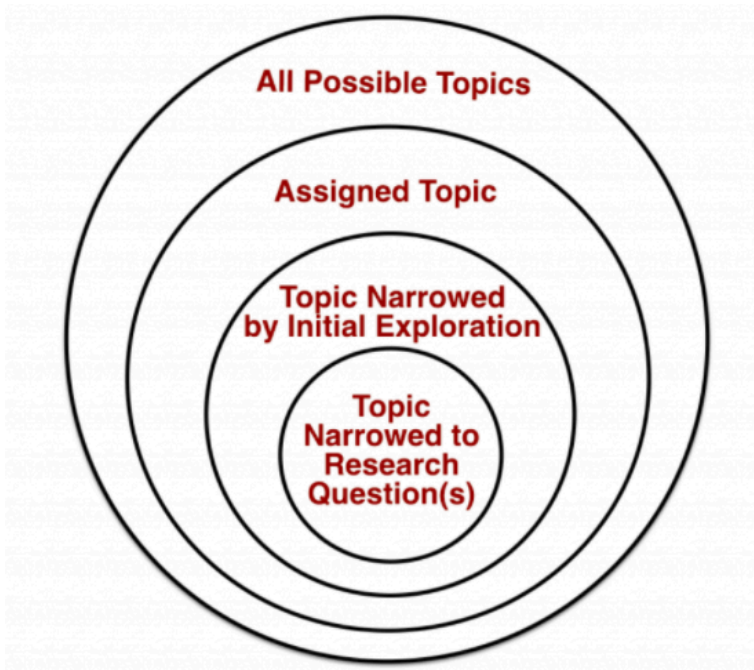 All Possible Topics
Assigned Topic
Topic Narrowed
by Initial Exploration
Topic
Narrowed to
Research
Question(s)